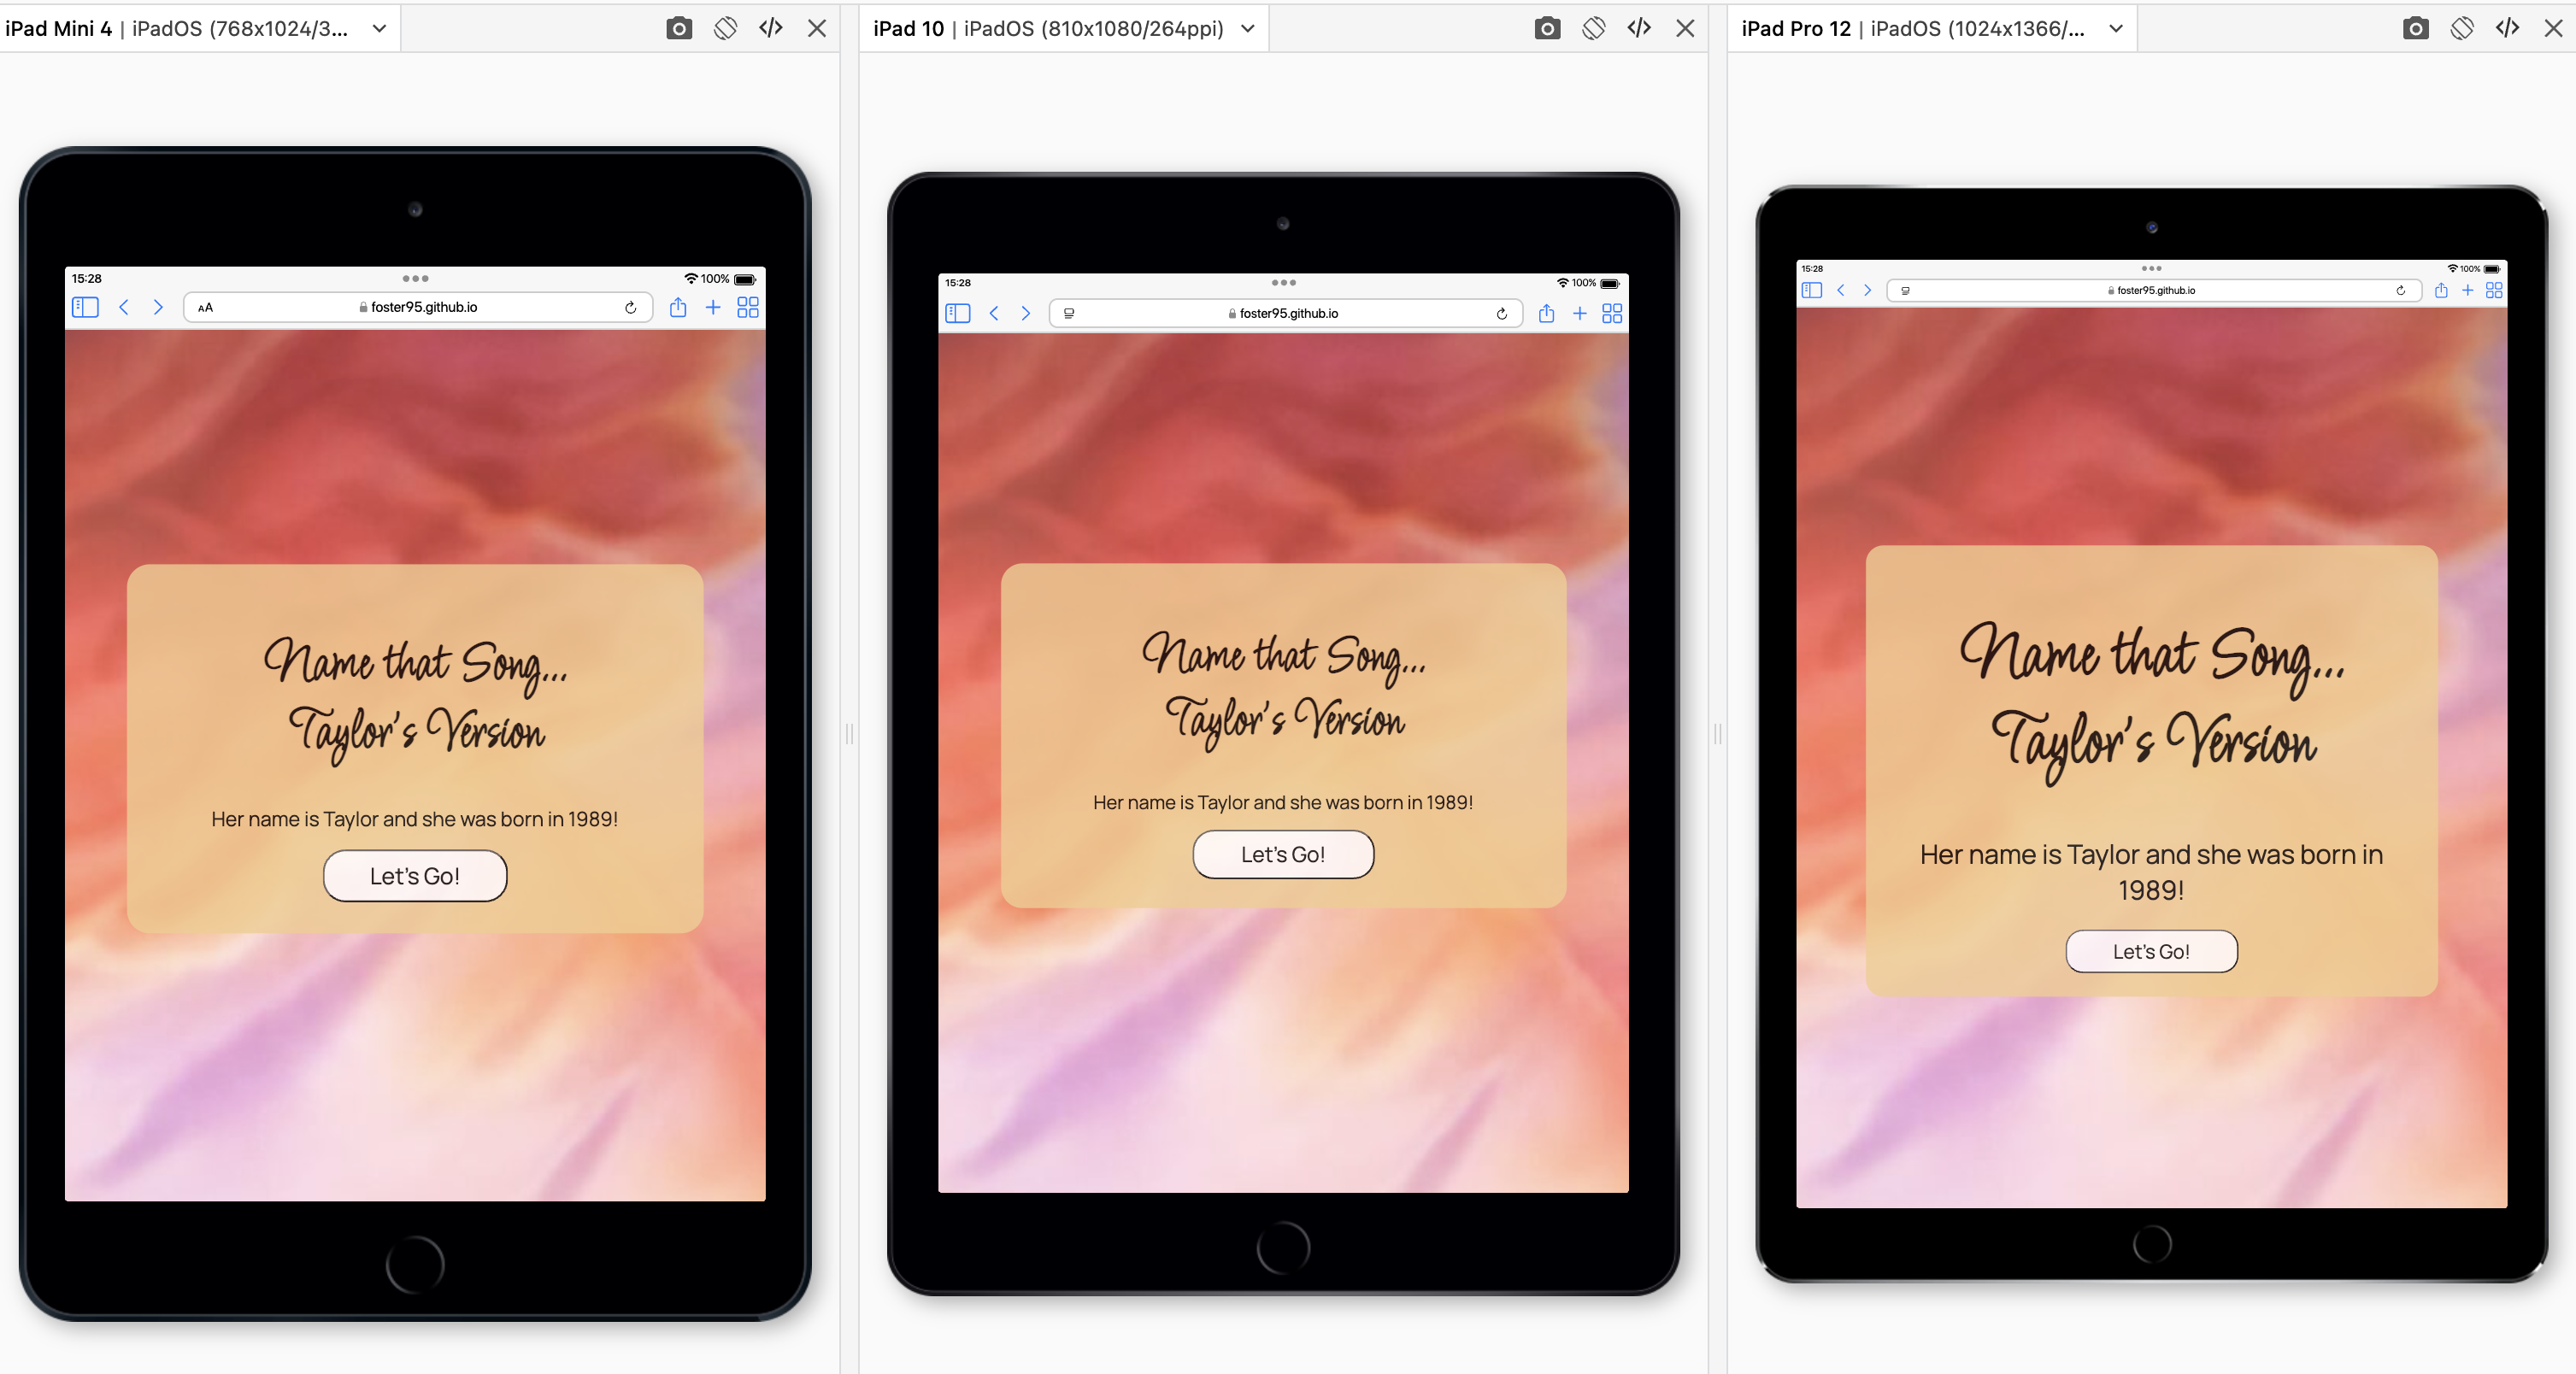 iPad Mini 4 | iPadOS (768x1024/3...
15:28
100%
AA
foster95.github.io
Name that Song...
Taylor's Version
Her name is Taylor and she was born in 1989!
Let's Go!
iPad 10 | iPadOS (810x1080/264ppi)
15:28
100%
foster95.github.io
Name that Song...
Taylor's Version
Her name is Taylor and she was born in 1989!
Let's Go!
iPad Pro 12 | iPadOS (1024x1366/...
15:28
100%
foster95.github.io
Name that Song...
Taylor's Version
Her name is Taylor and she was born in
1989!
Let's Go!